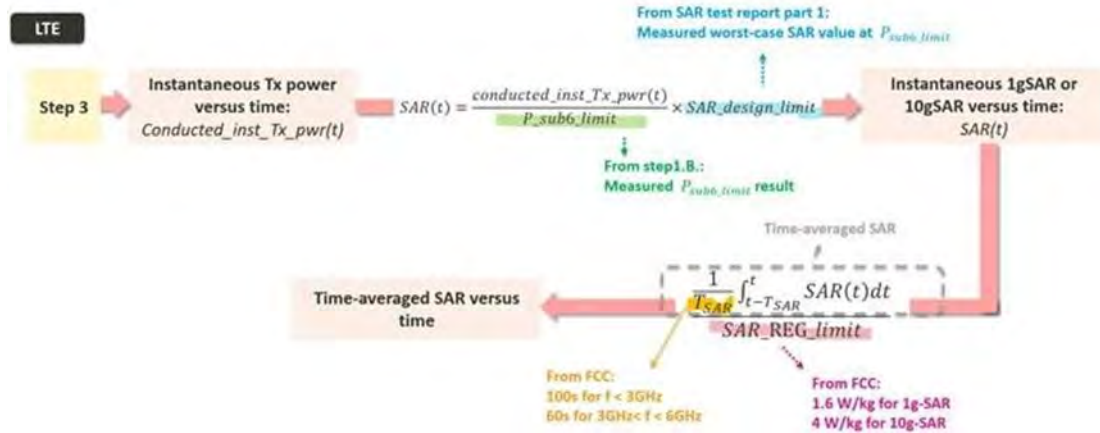 LTE
From SAR test report part 1:
Measured worst-case SAR value at P_sub6_limit
Step 3
Instantaneous Tx power
versus time:
Conducted_inst_Tx_pwr(t)
SAR(t) = conducted_inst_Tx_pwr(t) / P_sub6_limit × SAR_design_limit
Instantaneous 1gSAR or
10gSAR versus time:
SAR(t)
From step1.B.:
Measured P_sub6_limit result
Time-averaged SAR
Time-averaged SAR versus
time
1/T_SAR ∫_{t−T_SAR}^{t} SAR(t)dt
SAR_REG_limit
From FCC:
100s for f < 3GHz
60s for 3GHz< f < 6GHz
From FCC:
1.6 W/kg for 1g-SAR
4 W/kg for 10g-SAR